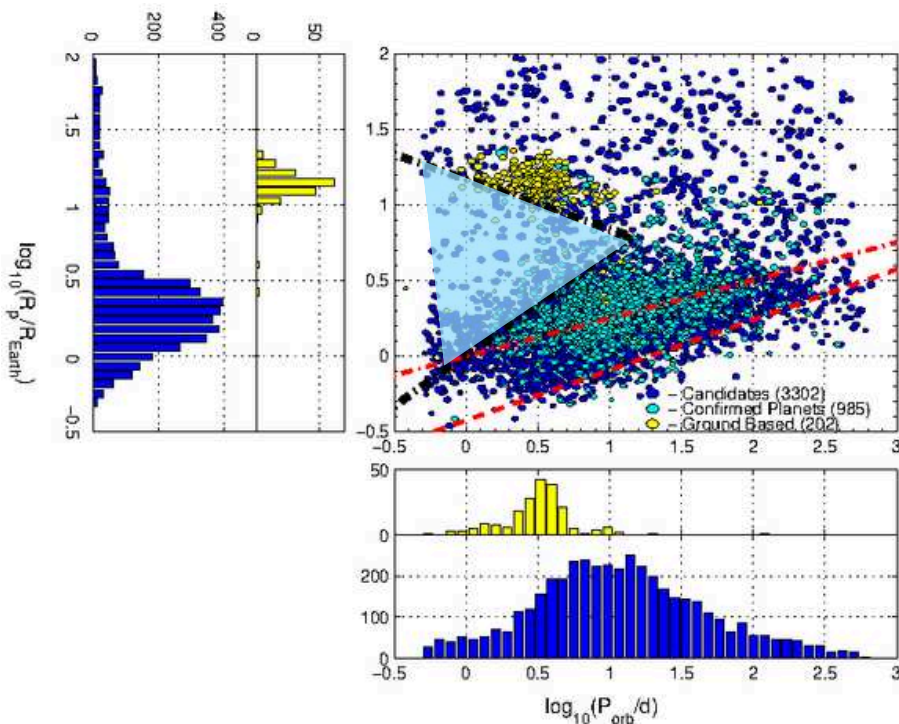 0 200 400
0 50
2
1.5
1
0.5
0
−0.5
log10(Rp/REarth)
2
1.5
1
0.5
0
−0.5
−0.5 0 0.5 1 1.5 2 2.5 3
– Candidates (3302)
– Confirmed Planets (985)
– Ground Based (202)
50
0
200
100
0
−0.5 0 0.5 1 1.5 2 2.5 3
log10(Porb/d)